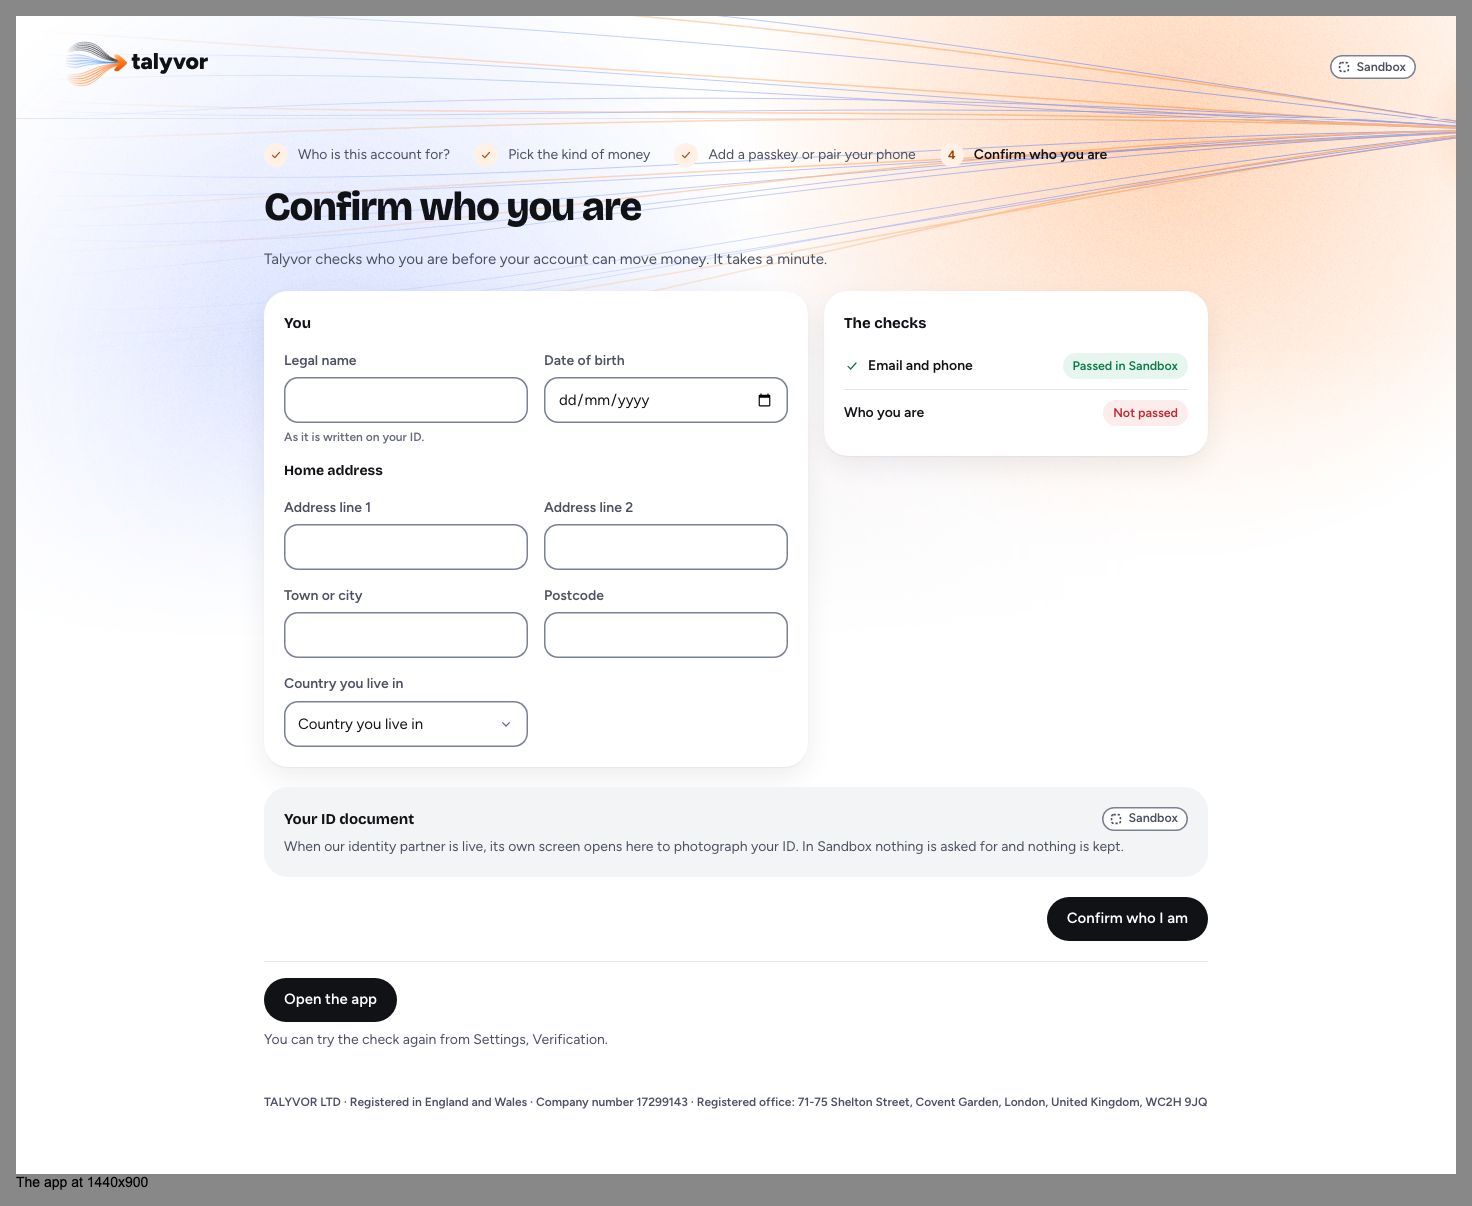 talyvor
Sandbox
Who is this account for?
Pick the kind of money
Add a passkey or pair your phone
4 Confirm who you are
Confirm who you are
Talyvor checks who you are before your account can move money. It takes a minute.
You
Legal name
Date of birth
dd/mm/yyyy
As it is written on your ID.
Home address
Address line 1
Address line 2
Town or city
Postcode
Country you live in
Country you live in
The checks
Email and phone
Passed in Sandbox
Who you are
Not passed
Your ID document
Sandbox
When our identity partner is live, its own screen opens here to photograph your ID. In Sandbox nothing is asked for and nothing is kept.
Confirm who I am
Open the app
You can try the check again from Settings, Verification.
TALYVOR LTD · Registered in England and Wales · Company number 17299143 · Registered office: 71-75 Shelton Street, Covent Garden, London, United Kingdom, WC2H 9JQ
The app at 1440x900